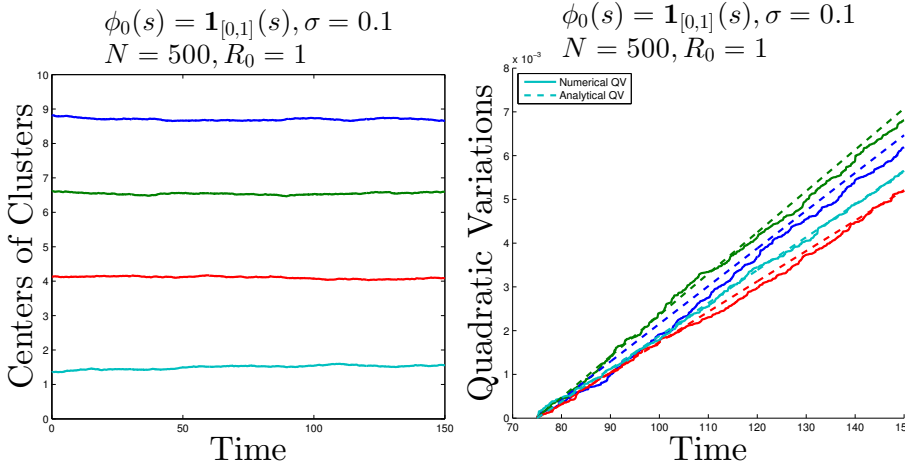 ϕ₀(s) = 𝟏_[0,1](s), σ = 0.1
N = 500, R₀ = 1
Centers of Clusters
10
9
8
7
6
5
4
3
2
1
0
0 50 100 150
Time
ϕ₀(s) = 𝟏_[0,1](s), σ = 0.1
N = 500, R₀ = 1
x 10⁻³
Quadratic Variations
8
7
6
5
4
3
2
1
0
Numerical QV
Analytical QV
70 80 90 100 110 120 130 140 150
Time